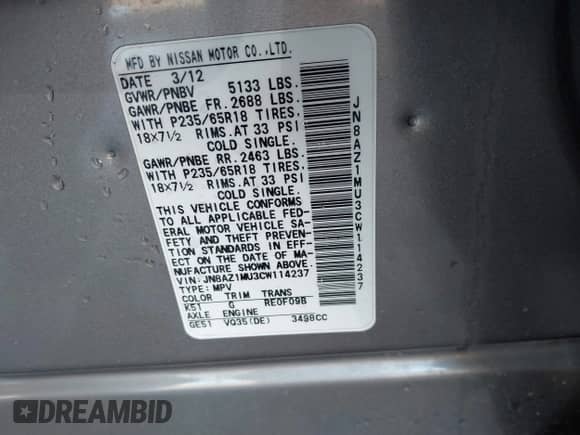 MFD BY NISSAN MOTOR CO.,LTD.
DATE 3/12
GVWR/PNBV 5133 LBS.
GAWR/PNBE FR. 2688 LBS.
WITH P235/65R18 TIRES.
18X7½ RIMS. AT 33 PSI
COLD SINGLE.
GAWR/PNBE RR. 2463 LBS.
WITH P235/65R18 TIRES.
18X7½ RIMS. AT 33 PSI
COLD SINGLE.
THIS VEHICLE CONFORMS
TO ALL APPLICABLE FED-
ERAL MOTOR VEHICLE SA-
FETY AND THEFT PREVEN-
TION STANDARDS IN EFF-
ECT ON THE DATE OF MA-
NUFACTURE SHOWN ABOVE.
VIN: JN8AZ1MU3CW114237
TYPE: MPV
COLOR TRIM TRANS
K51 G RE0F09B
AXLE ENGINE
GE51 VQ35(DE) 3498CC
JN8AZ1MU3CW114237
DREAMBID